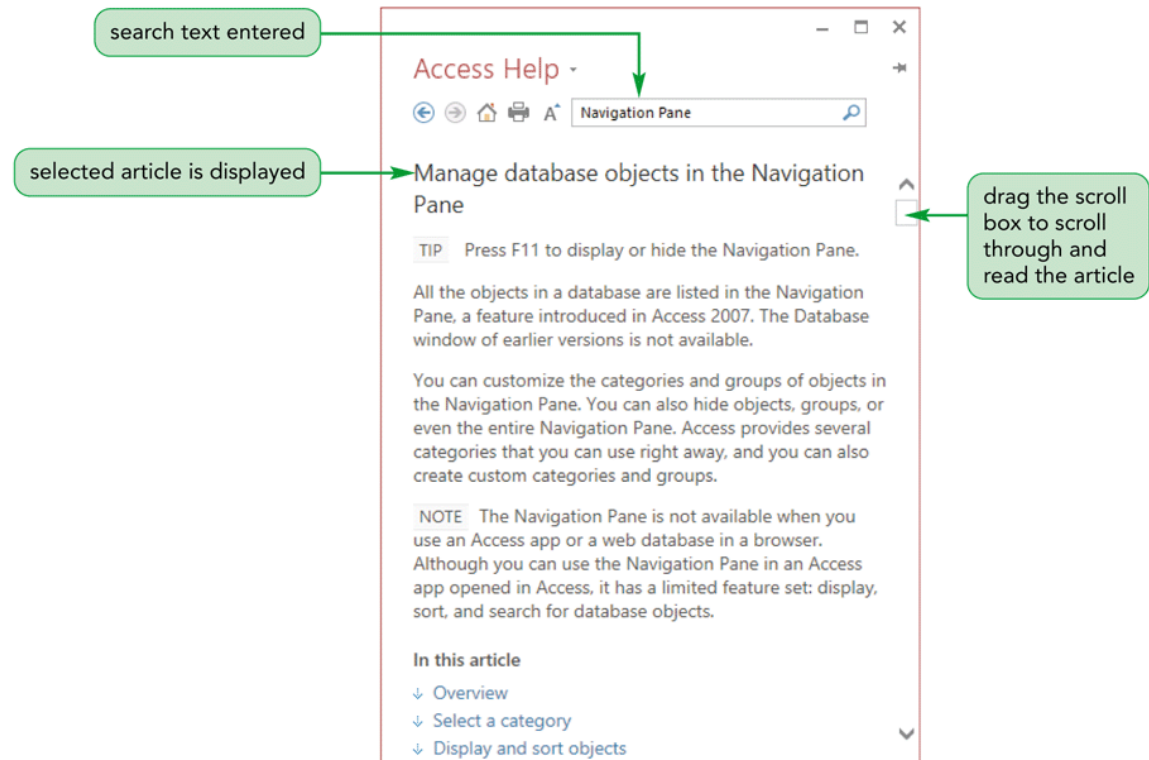 search text entered
Access Help
Navigation Pane
selected article is displayed
Manage database objects in the Navigation
Pane
drag the scroll
box to scroll
through and
read the article
TIP Press F11 to display or hide the Navigation Pane.
All the objects in a database are listed in the Navigation
Pane, a feature introduced in Access 2007. The Database
window of earlier versions is not available.
You can customize the categories and groups of objects in
the Navigation Pane. You can also hide objects, groups, or
even the entire Navigation Pane. Access provides several
categories that you can use right away, and you can also
create custom categories and groups.
NOTE The Navigation Pane is not available when you
use an Access app or a web database in a browser.
Although you can use the Navigation Pane in an Access
app opened in Access, it has a limited feature set: display,
sort, and search for database objects.
In this article
↓ Overview
↓ Select a category
↓ Display and sort objects